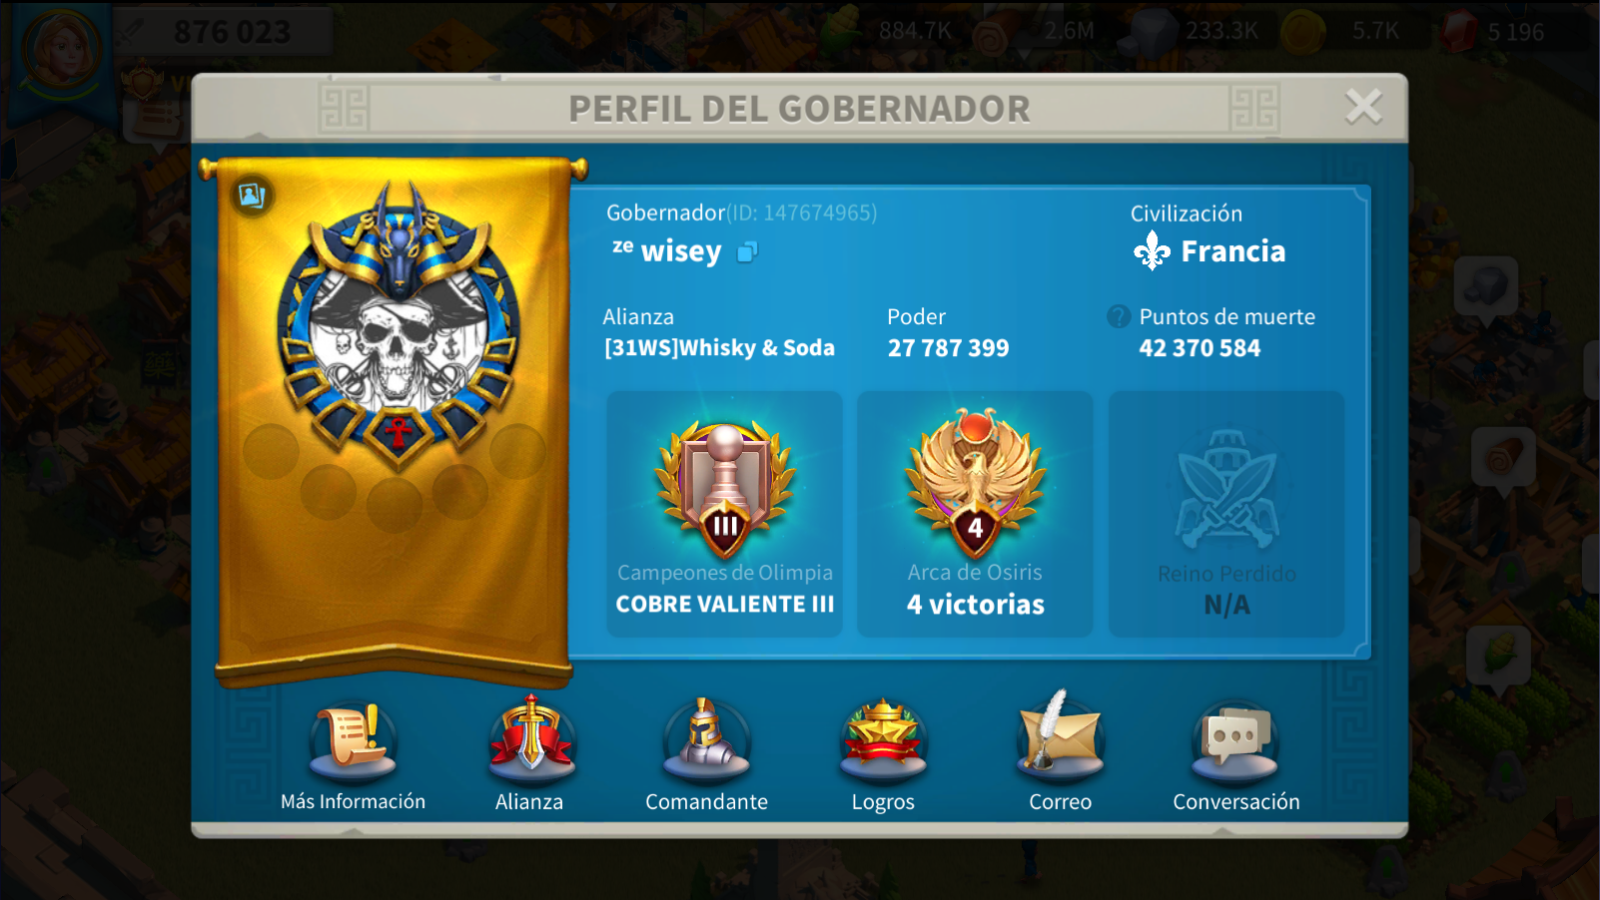 876 023
884.7K
2.6M
233.3K
5.7K
5 196
PERFIL DEL GOBERNADOR
Gobernador(ID: 147674965)
ᶻᵉ wisey
Civilización
Francia
Alianza
[31WS]Whisky & Soda
Poder
27 787 399
? Puntos de muerte
42 370 584
III
Campeones de Olimpia
COBRE VALIENTE III
4
Arca de Osiris
4 victorias
Reino Perdido
N/A
Más Información
Alianza
Comandante
Logros
Correo
Conversación